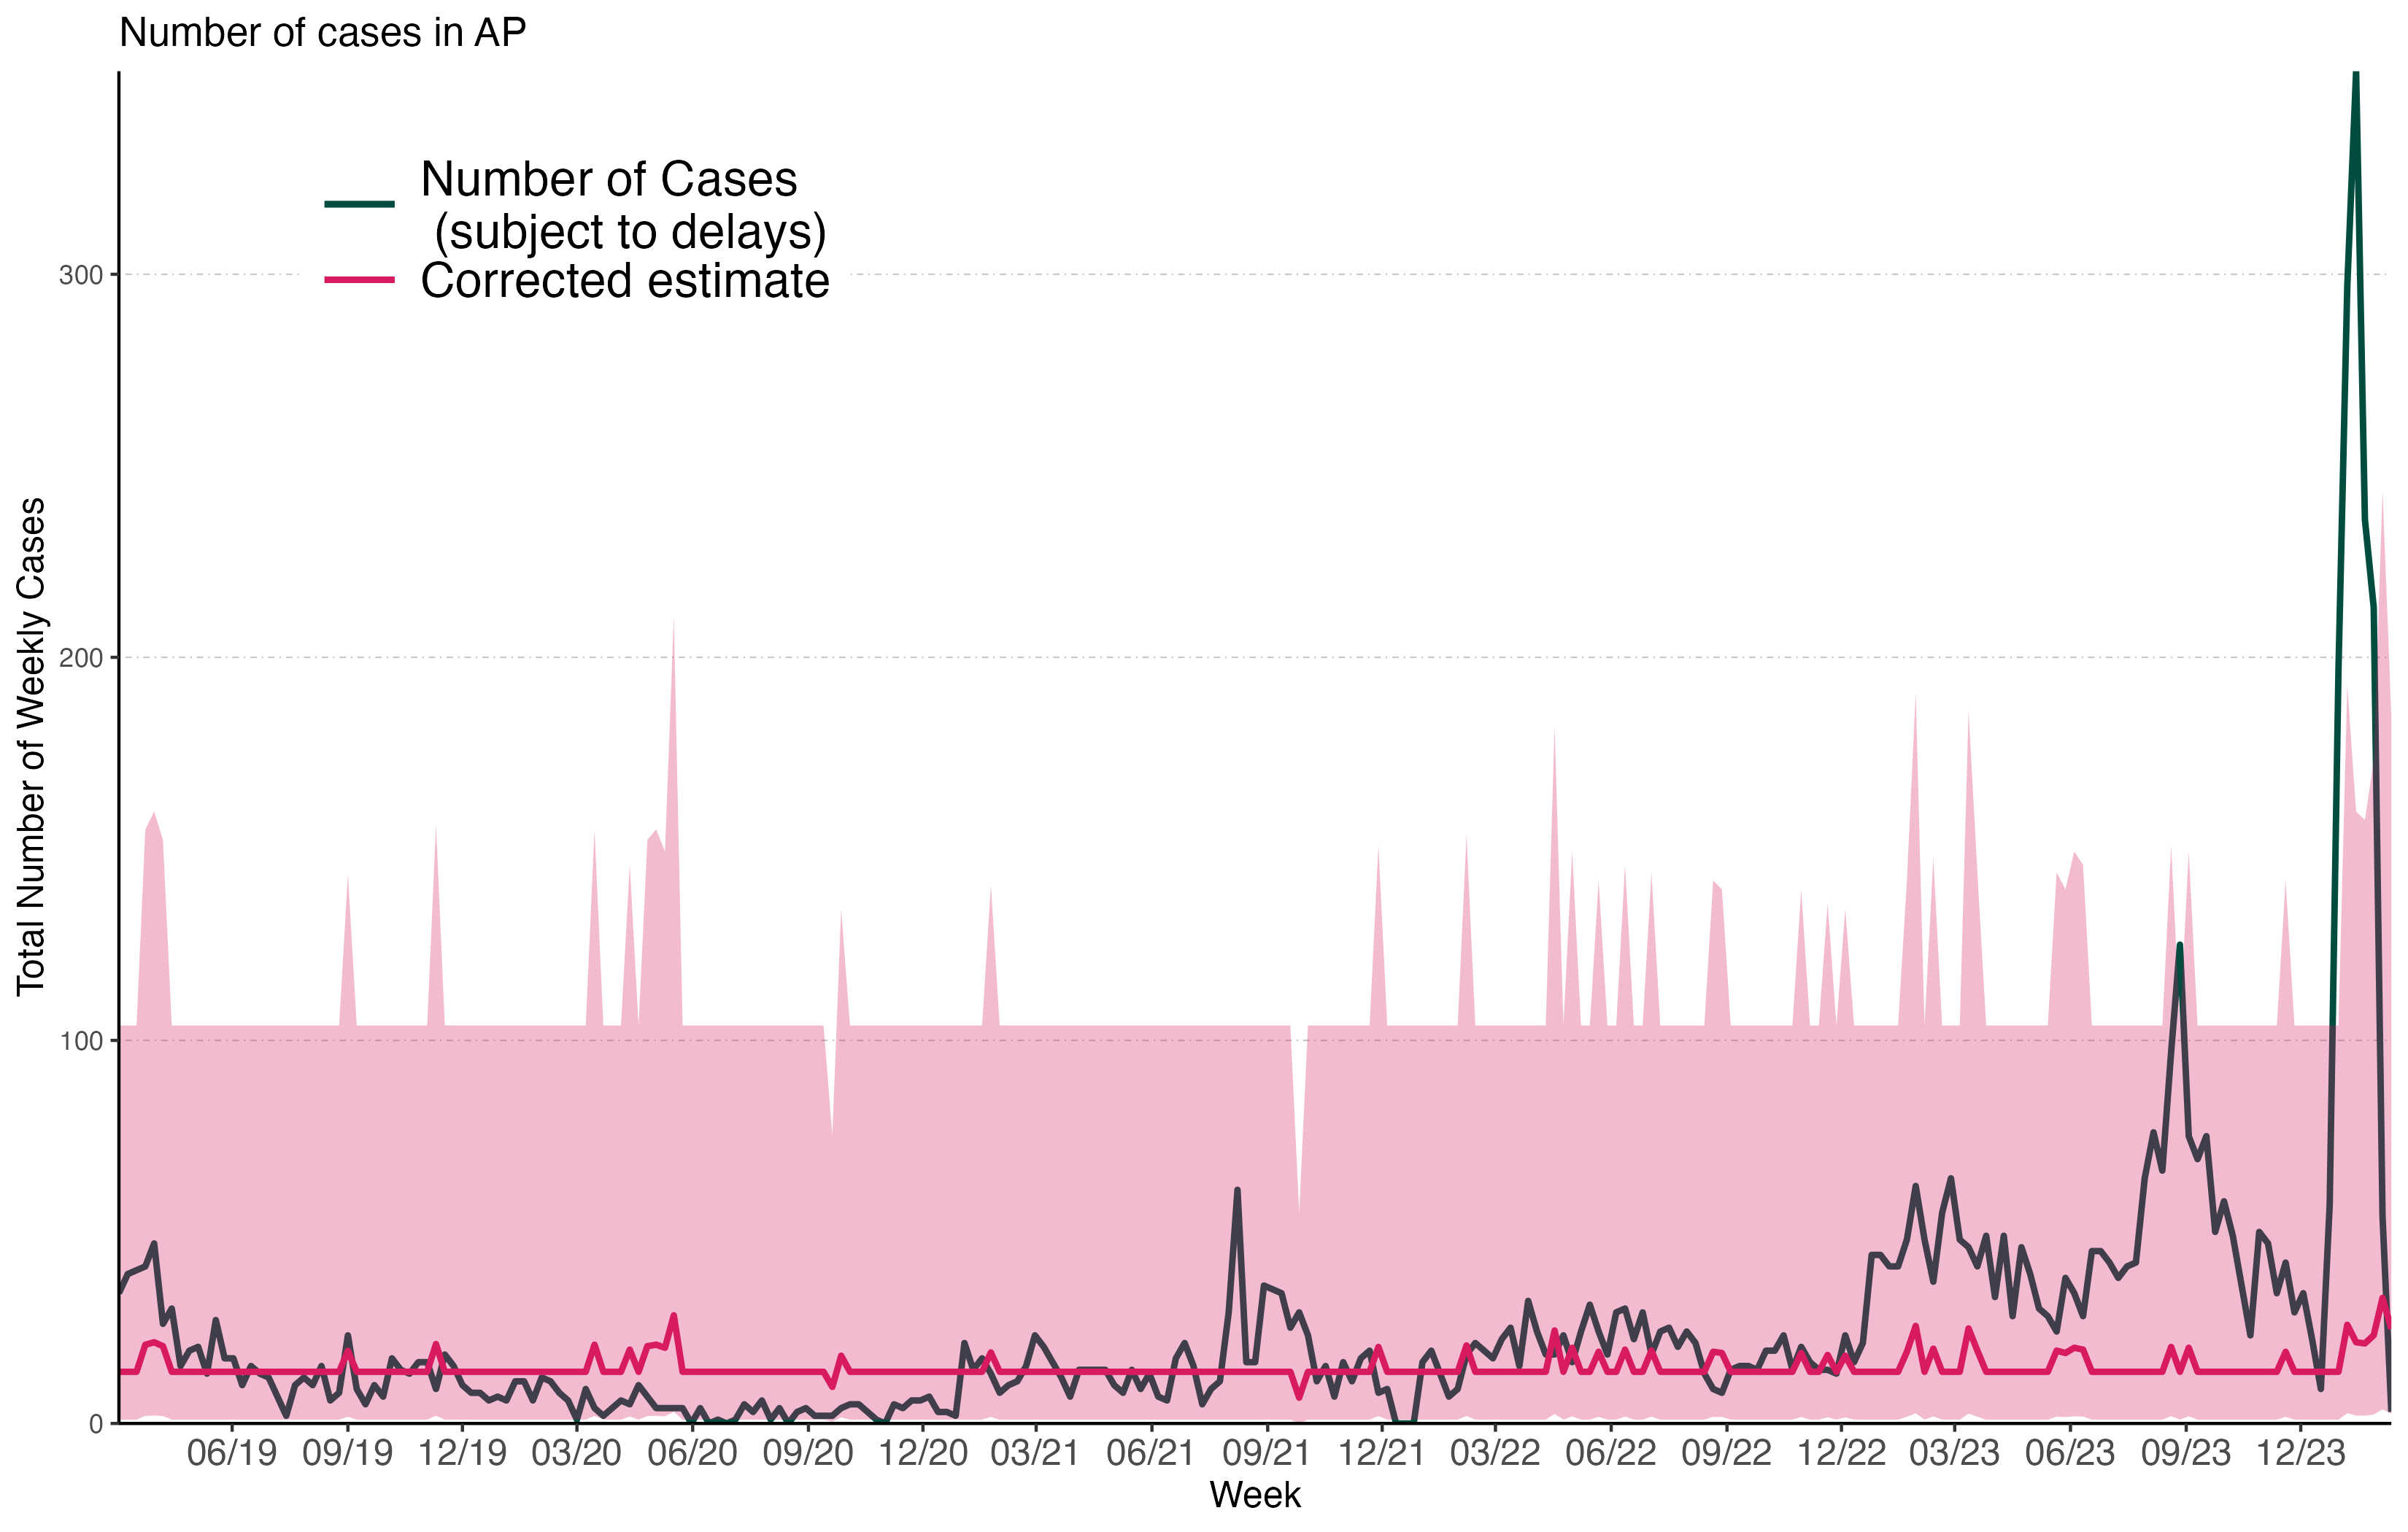 Number of cases in AP
Number of Cases
(subject to delays)
Corrected estimate
Total Number of Weekly Cases
300
200
100
0
06/19 09/19 12/19 03/20 06/20 09/20 12/20 03/21 06/21 09/21 12/21 03/22 06/22 09/22 12/22 03/23 06/23 09/23 12/23
Week